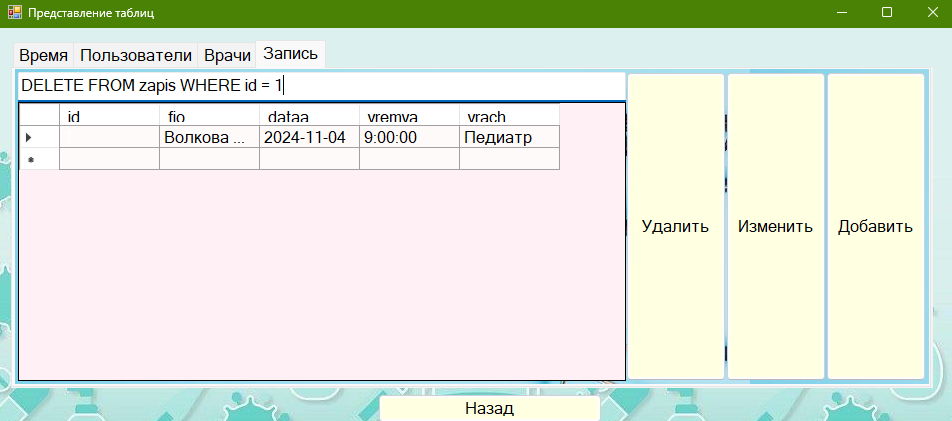 Представление таблиц
Время Пользователи Врачи Запись
DELETE FROM zapis WHERE id = 1
id fio dataa vremya vrach
Волкова ... 2024-11-04 9:00:00 Педиатр
Удалить Изменить Добавить
Назад